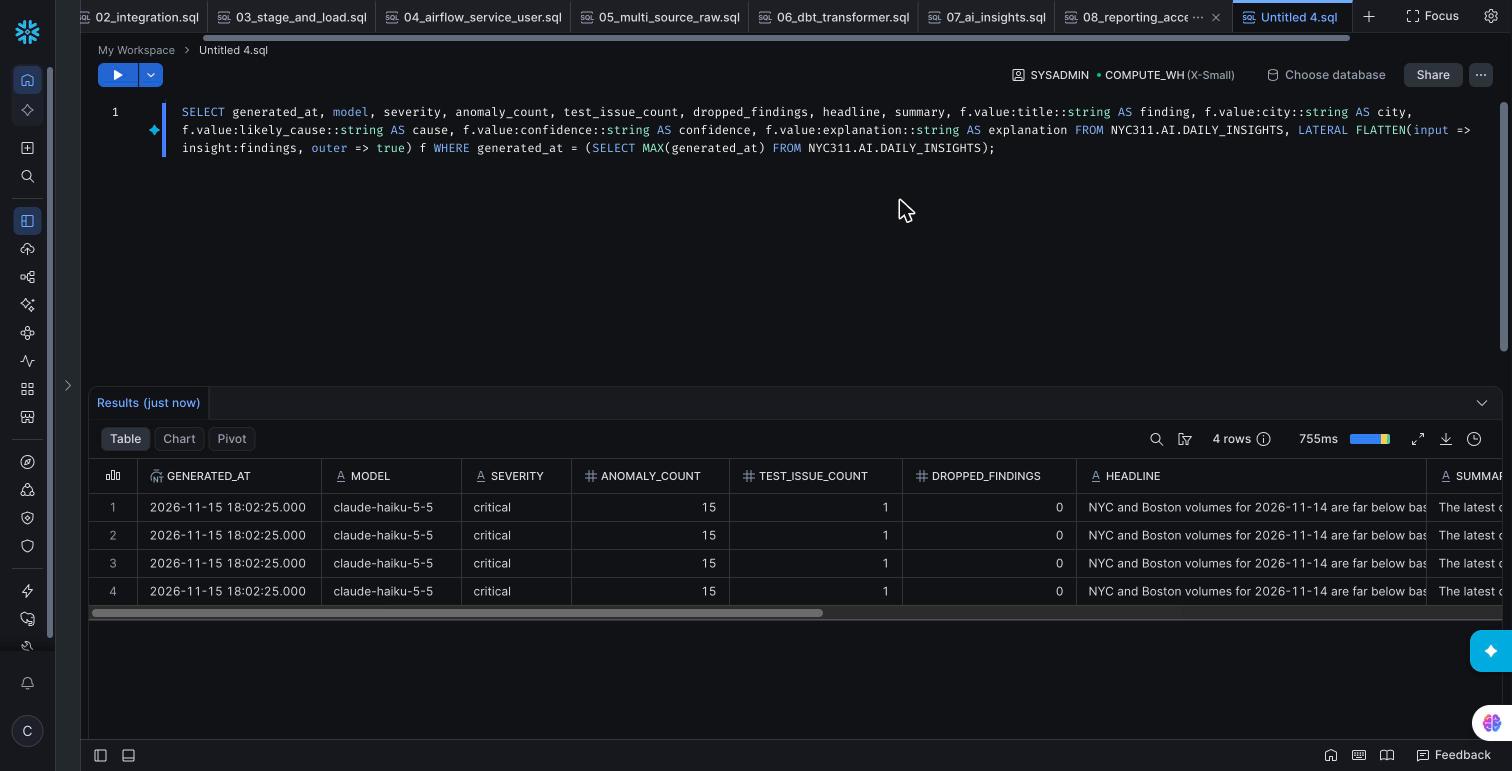 02_integration.sql 03_stage_and_load.sql 04_airflow_service_user.sql 05_multi_source_raw.sql 06_dbt_transformer.sql 07_ai_insights.sql 08_reporting_acce ··· Untitled 4.sql Focus
My Workspace > Untitled 4.sql
SYSADMIN • COMPUTE_WH (X-Small) Choose database Share ···
1 SELECT generated_at, model, severity, anomaly_count, test_issue_count, dropped_findings, headline, summary, f.value:title::string AS finding, f.value:city::string AS city,
f.value:likely_cause::string AS cause, f.value:confidence::string AS confidence, f.value:explanation::string AS explanation FROM NYC311.AI.DAILY_INSIGHTS, LATERAL FLATTEN(input =>
insight:findings, outer => true) f WHERE generated_at = (SELECT MAX(generated_at) FROM NYC311.AI.DAILY_INSIGHTS);
Results (just now)
Table Chart Pivot 4 rows 755ms
GENERATED_AT MODEL SEVERITY ANOMALY_COUNT TEST_ISSUE_COUNT DROPPED_FINDINGS HEADLINE SUMMAR
1 2026-11-15 18:02:25.000 claude-haiku-5-5 critical 15 1 0 NYC and Boston volumes for 2026-11-14 are far below bas The latest c
2 2026-11-15 18:02:25.000 claude-haiku-5-5 critical 15 1 0 NYC and Boston volumes for 2026-11-14 are far below bas The latest c
3 2026-11-15 18:02:25.000 claude-haiku-5-5 critical 15 1 0 NYC and Boston volumes for 2026-11-14 are far below bas The latest c
4 2026-11-15 18:02:25.000 claude-haiku-5-5 critical 15 1 0 NYC and Boston volumes for 2026-11-14 are far below bas The latest c
C
Feedback